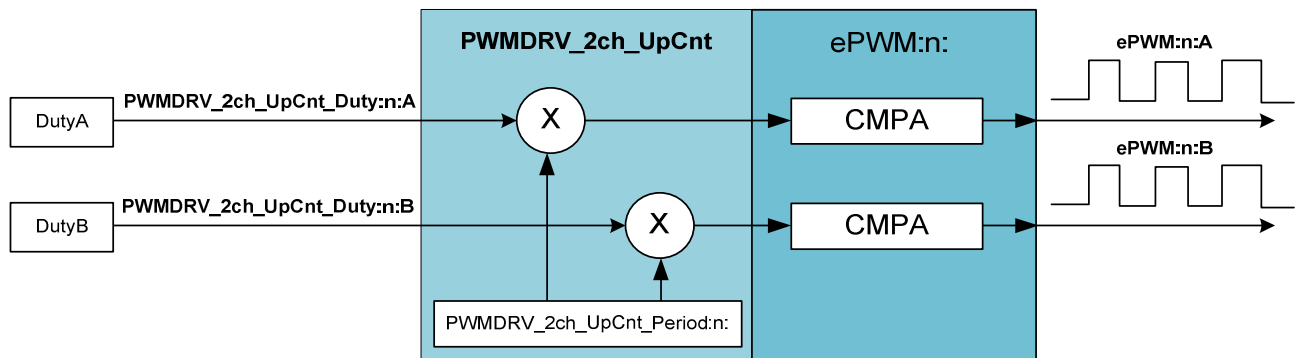 PWMDRV_2ch_UpCnt
ePWM:n:
ePWM:n:A
PWMDRV_2ch_UpCnt_Duty:n:A
DutyA
X
CMPA
ePWM:n:B
PWMDRV_2ch_UpCnt_Duty:n:B
DutyB
X
CMPA
PWMDRV_2ch_UpCnt_Period:n: